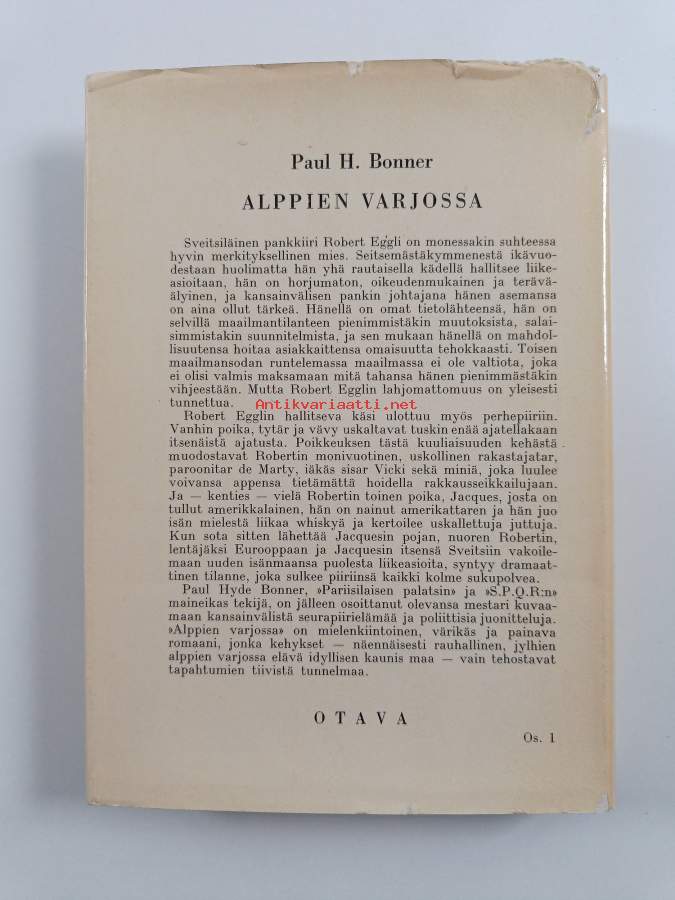 Paul H. Bonner
ALPPIEN VARJOSSA
Sveitsiläinen pankkiiri Robert Eggli on monessakin suhteessa
hyvin merkityksellinen mies. Seitsemästäkymmenestä ikävuo-
destaan huolimatta hän yhä rautaisella kädellä hallitsee liike-
asioitaan, hän on horjumaton, oikeudenmukainen ja terävä-
älyinen, ja kansainvälisen pankin johtajana hänen asemansa
on aina ollut tärkeä. Hänellä on omat tietolähteensä, hän on
selvillä maailmantilanteen pienimmistäkin muutoksista, salai-
simmistakin suunnitelmista, ja sen mukaan hänellä on mahdol-
lisuutensa hoitaa asiakkaittensa omaisuutta tehokkaasti. Toisen
maailmansodan runtelemassa maailmassa ei ole valtiota, joka
ei olisi valmis maksamaan mitä tahansa hänen pienimmästäkin
vihjeestään. Mutta Robert Egglin lahjomattomuus on yleisesti
tunnettua.
Antikvariaatti.net
Robert Egglin hallitseva käsi ulottuu myös perhepiiriin.
Vanhin poika, tytär ja vävy uskaltavat tuskin enää ajatellakaan
itsenäistä ajatusta. Poikkeuksen tästä kuuliaisuuden kehästä
muodostavat Robertin monivuotinen, uskollinen rakastajatar,
paroonitar de Marty, iäkäs sisar Vicki sekä miniä, joka luulee
voivansa appensa tietämättä hoidella rakkausseikkailujaan.
Ja — kenties — vielä Robertin toinen poika, Jacques, josta on
tullut amerikkalainen, hän on nainut amerikattaren ja hän juo
isän mielestä liikaa whiskyä ja kertoilee uskallettuja juttuja.
Kun sota sitten lähettää Jacquesin pojan, nuoren Robertin,
lentäjäksi Eurooppaan ja Jacquesin itsensä Sveitsiin vakoile-
maan uuden isänmaansa puolesta liikeasioita, syntyy dramaat-
tinen tilanne, joka sulkee piiriinsä kaikki kolme sukupolvea.
Paul Hyde Bonner, »Pariisilaisen palatsin» ja »S.P.Q.R:n»
maineikas tekijä, on jälleen osoittanut olevansa mestari kuvaa-
maan kansainvälistä seurapiirielämää ja poliittisia juonitteluja.
»Alppien varjossa» on mielenkiintoinen, värikäs ja painava
romaani, jonka kehykset — näennäisesti rauhallinen, jylhien
alppien varjossa elävä idyllisen kaunis maa — vain tehostavat
tapahtumien tiivistä tunnelmaa.
OTAVA
Os. 1